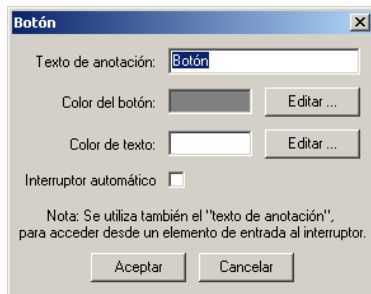 Botón
Texto de anotación: Botón
Color del botón: Editar ...
Color de texto: Editar ...
Interruptor automático
Nota: Se utiliza también el "texto de anotación",
para acceder desde un elemento de entrada al interruptor.
Aceptar Cancelar